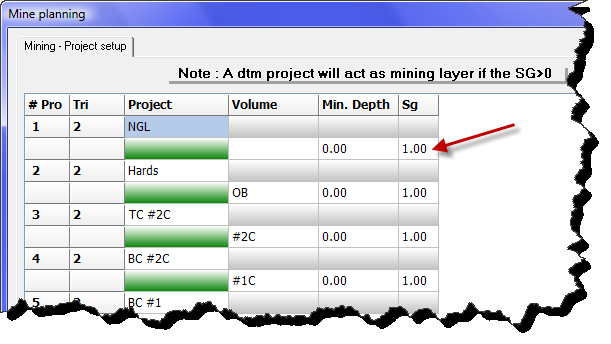 Mine planning
Mining - Project setup
Note : A dtm project will act as mining layer if the SG>0
# Pro Tri Project Volume Min. Depth Sg
1 2 NGL
0.00 1.00
2 2 Hards
OB 0.00 1.00
3 2 TC #2C
#2C 0.00 1.00
4 2 BC #2C
#1C 0.00 1.00
5 2 BC #1